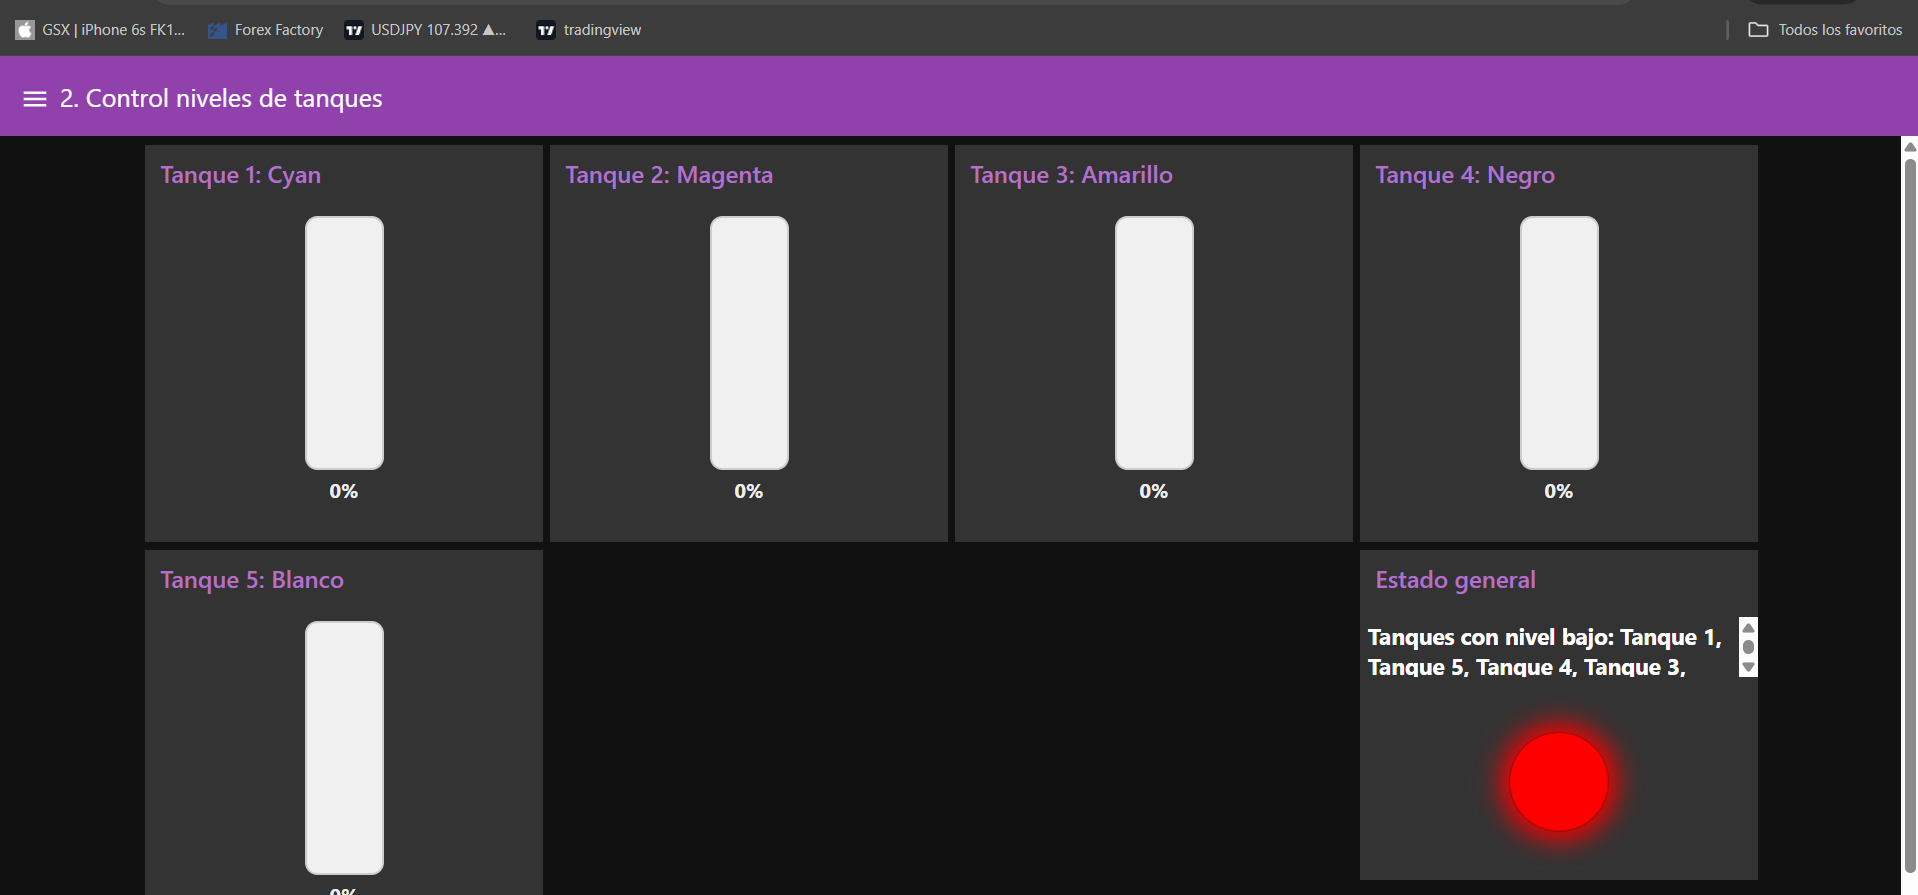 GSX | iPhone 6s FK1...
Forex Factory
USDJPY 107.392 ▲...
tradingview
Todos los favoritos
2. Control niveles de tanques
Tanque 1: Cyan
Tanque 2: Magenta
Tanque 3: Amarillo
Tanque 4: Negro
0%
0%
0%
0%
Tanque 5: Blanco
Estado general
Tanques con nivel bajo: Tanque 1,
Tanque 5, Tanque 4, Tanque 3,
0%